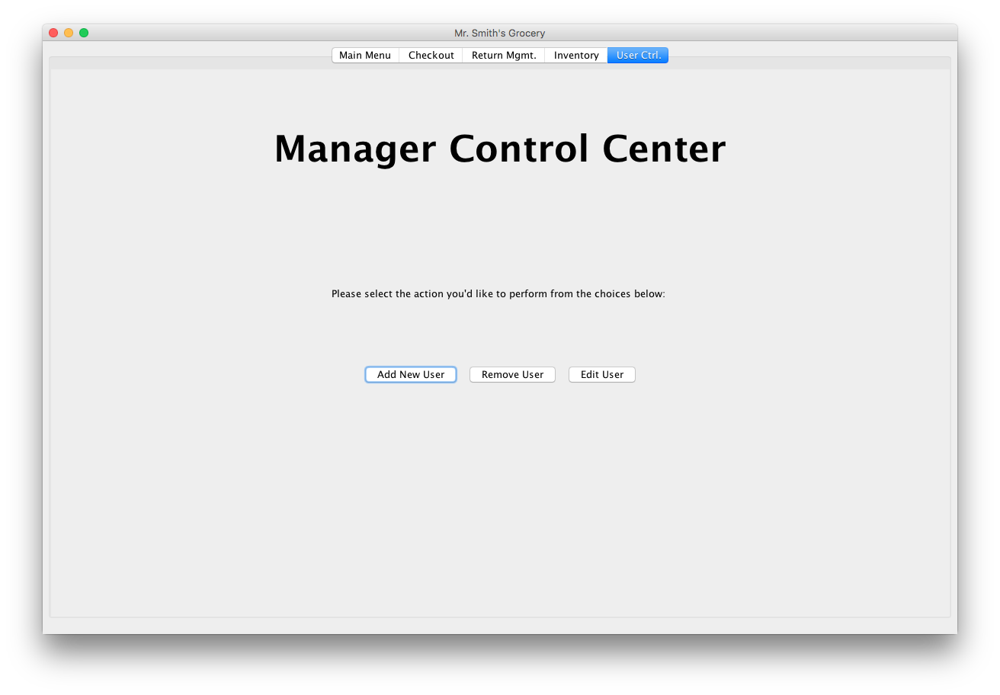 Mr. Smith's Grocery
Main Menu Checkout Return Mgmt. Inventory User Ctrl.
Manager Control Center
Please select the action you'd like to perform from the choices below:
Add New User Remove User Edit User